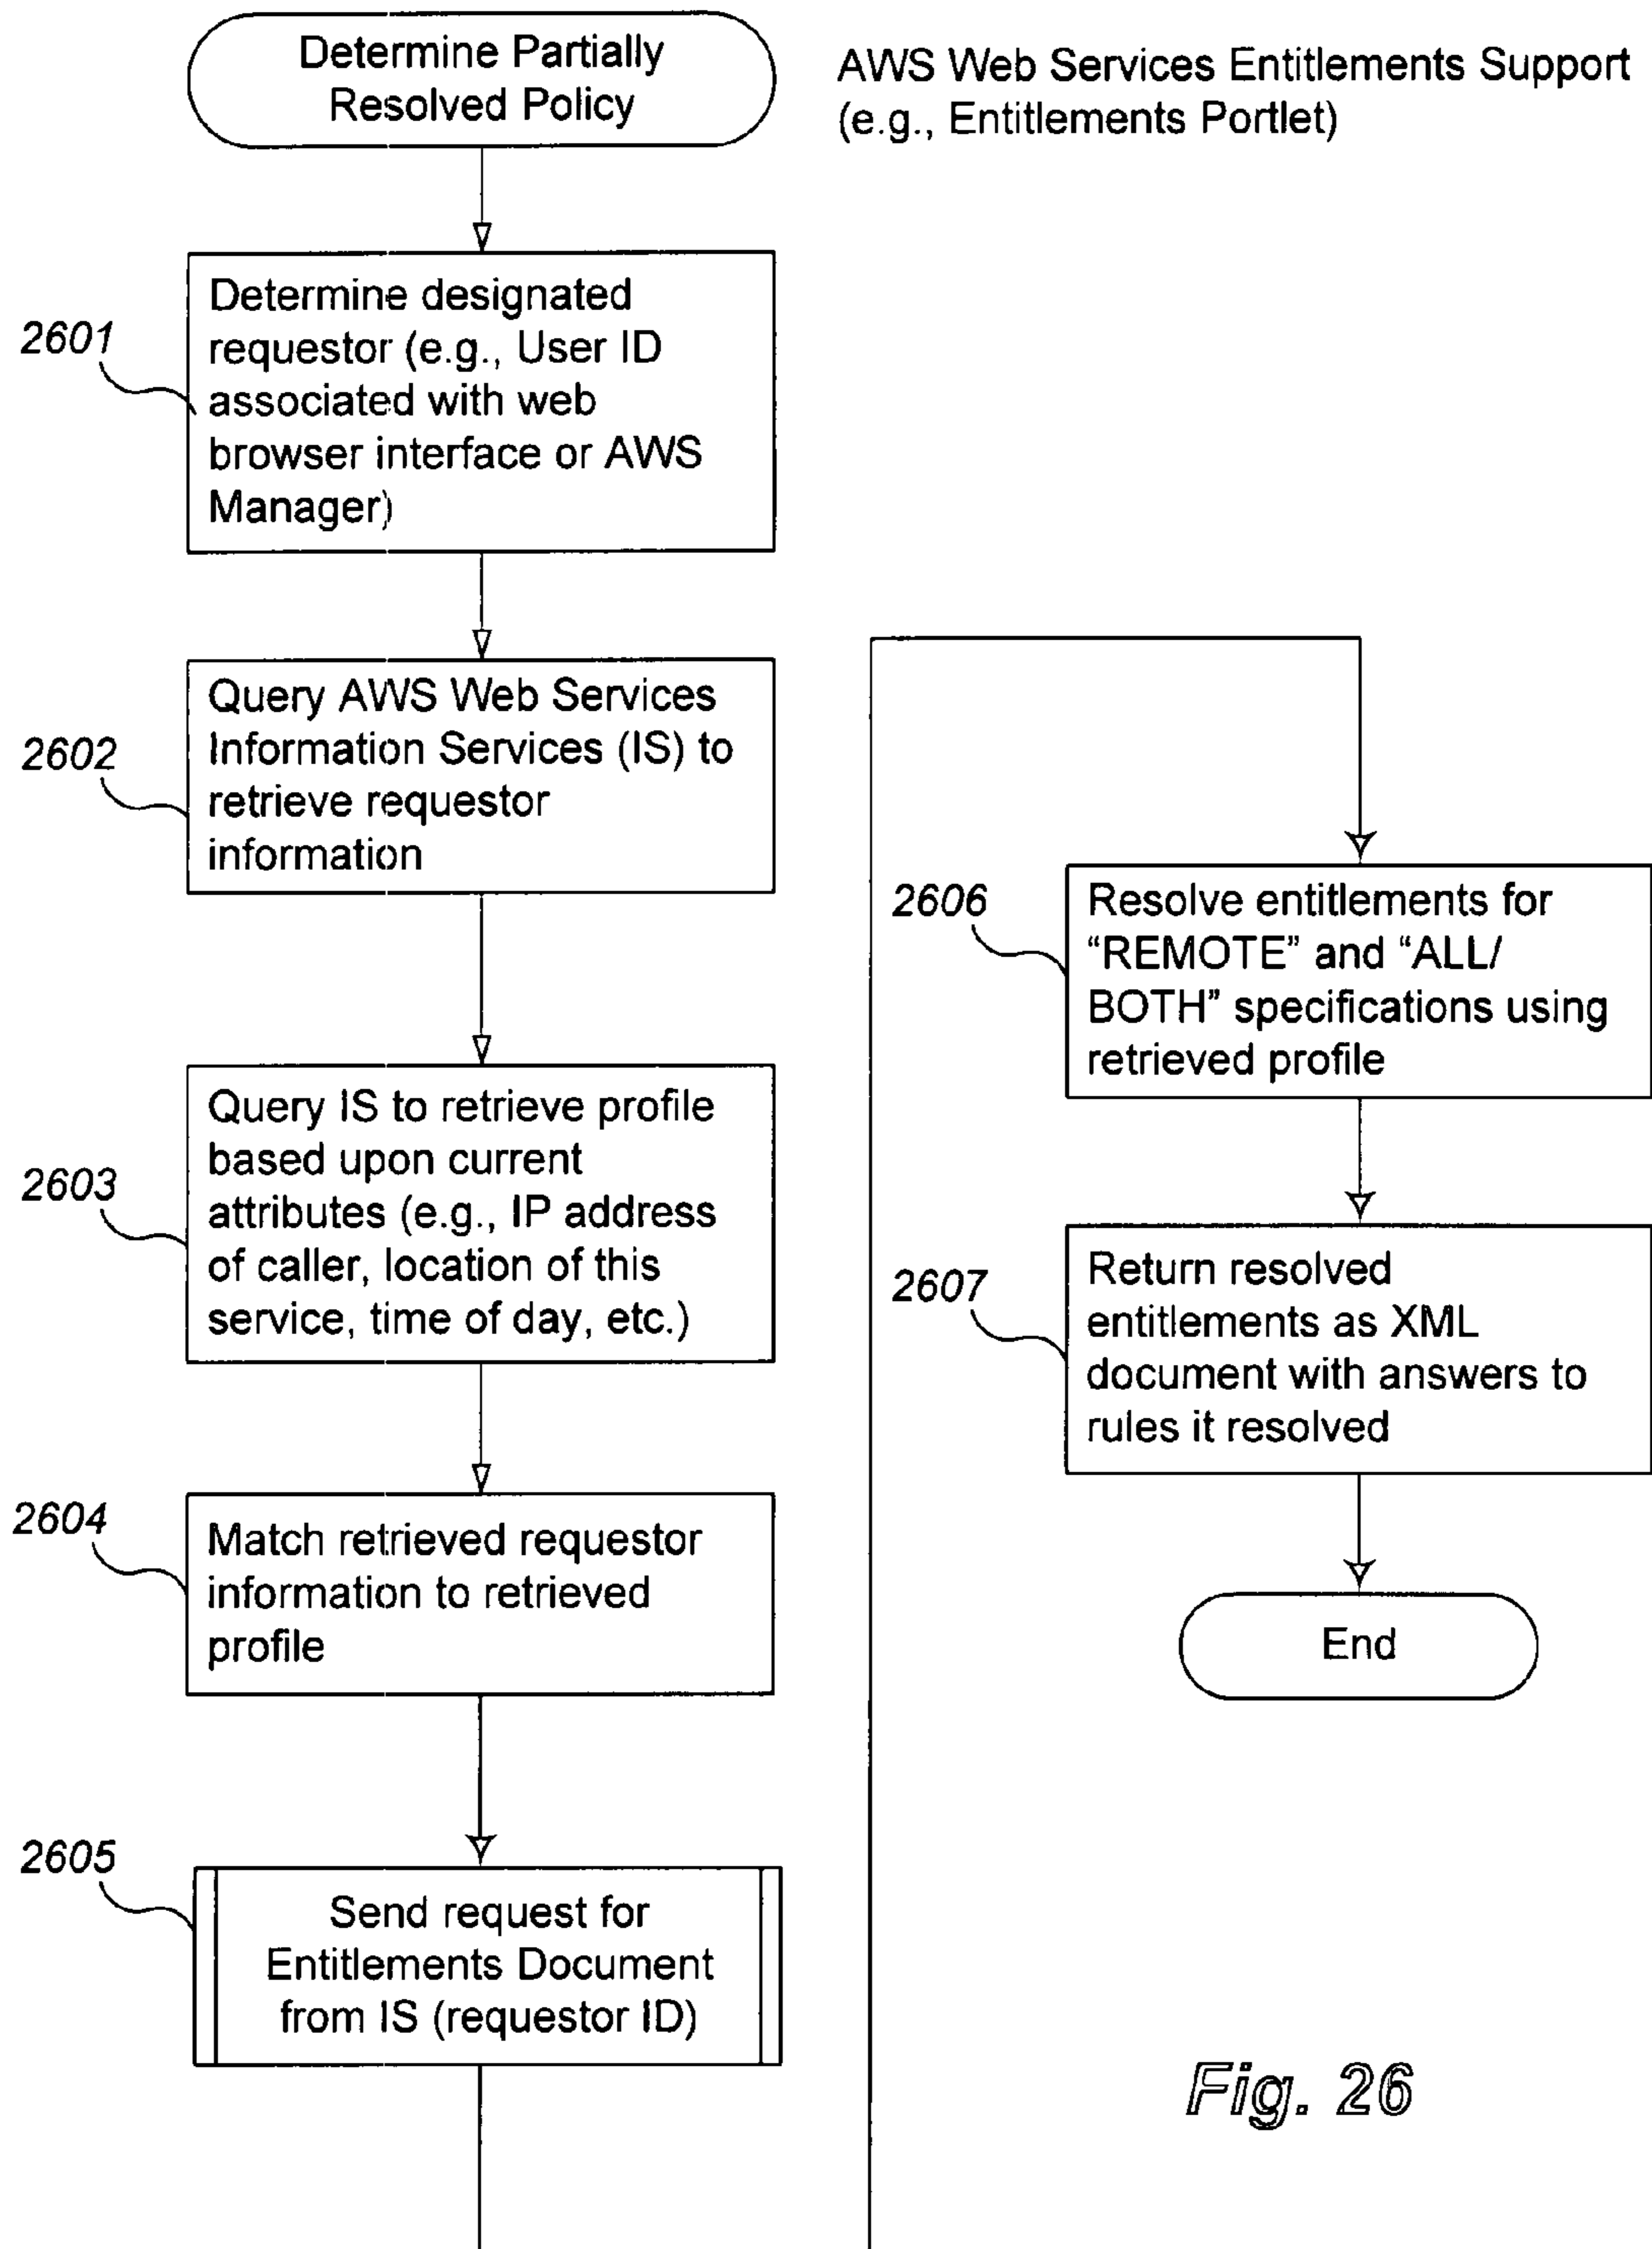 Determine Partially
Resolved Policy
AWS Web Services Entitlements Support
(e.g., Entitlements Portlet)
2601
Determine designated
requestor (e.g., User ID
associated with web
browser interface or AWS
Manager)
2602
Query AWS Web Services
Information Services (IS) to
retrieve requestor
information
2603
Query IS to retrieve profile
based upon current
attributes (e.g., IP address
of caller, location of this
service, time of day, etc.)
2604
Match retrieved requestor
information to retrieved
profile
2605
Send request for
Entitlements Document
from IS (requestor ID)
2606
Resolve entitlements for
“REMOTE” and “ALL/
BOTH” specifications using
retrieved profile
2607
Return resolved
entitlements as XML
document with answers to
rules it resolved
End
Fig. 26